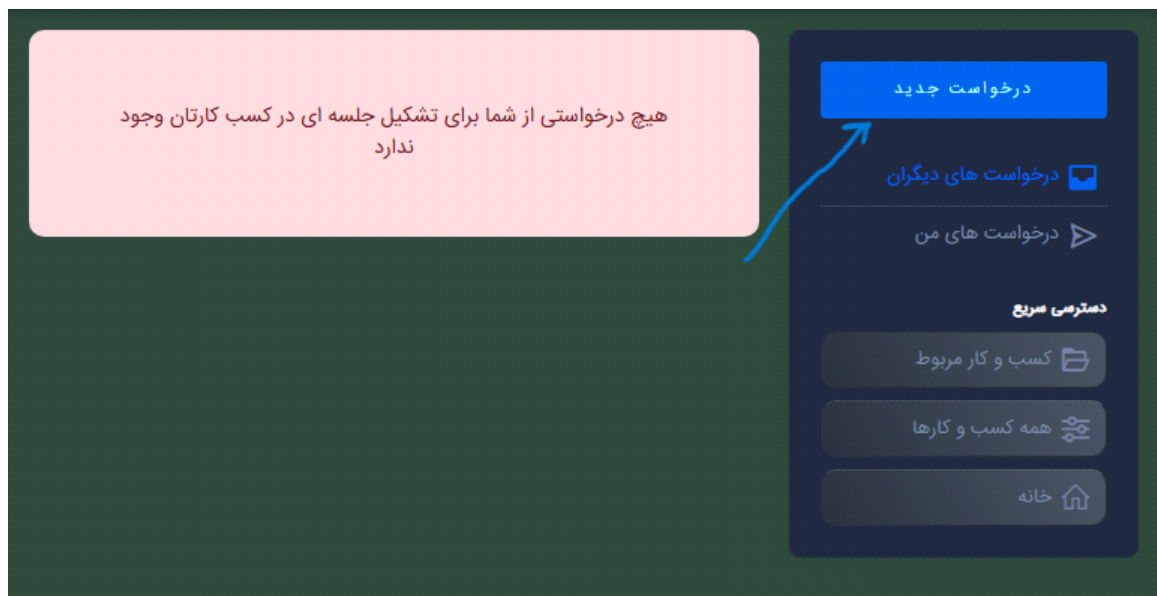 درخواست جدید
درخواست های دیگران
درخواست های من
دسترسی سریع
کسب و کار مربوط
همه کسب و کارها
خانه
هیچ درخواستی از شما برای تشکیل جلسه ای در کسب کارتان وجود
ندارد